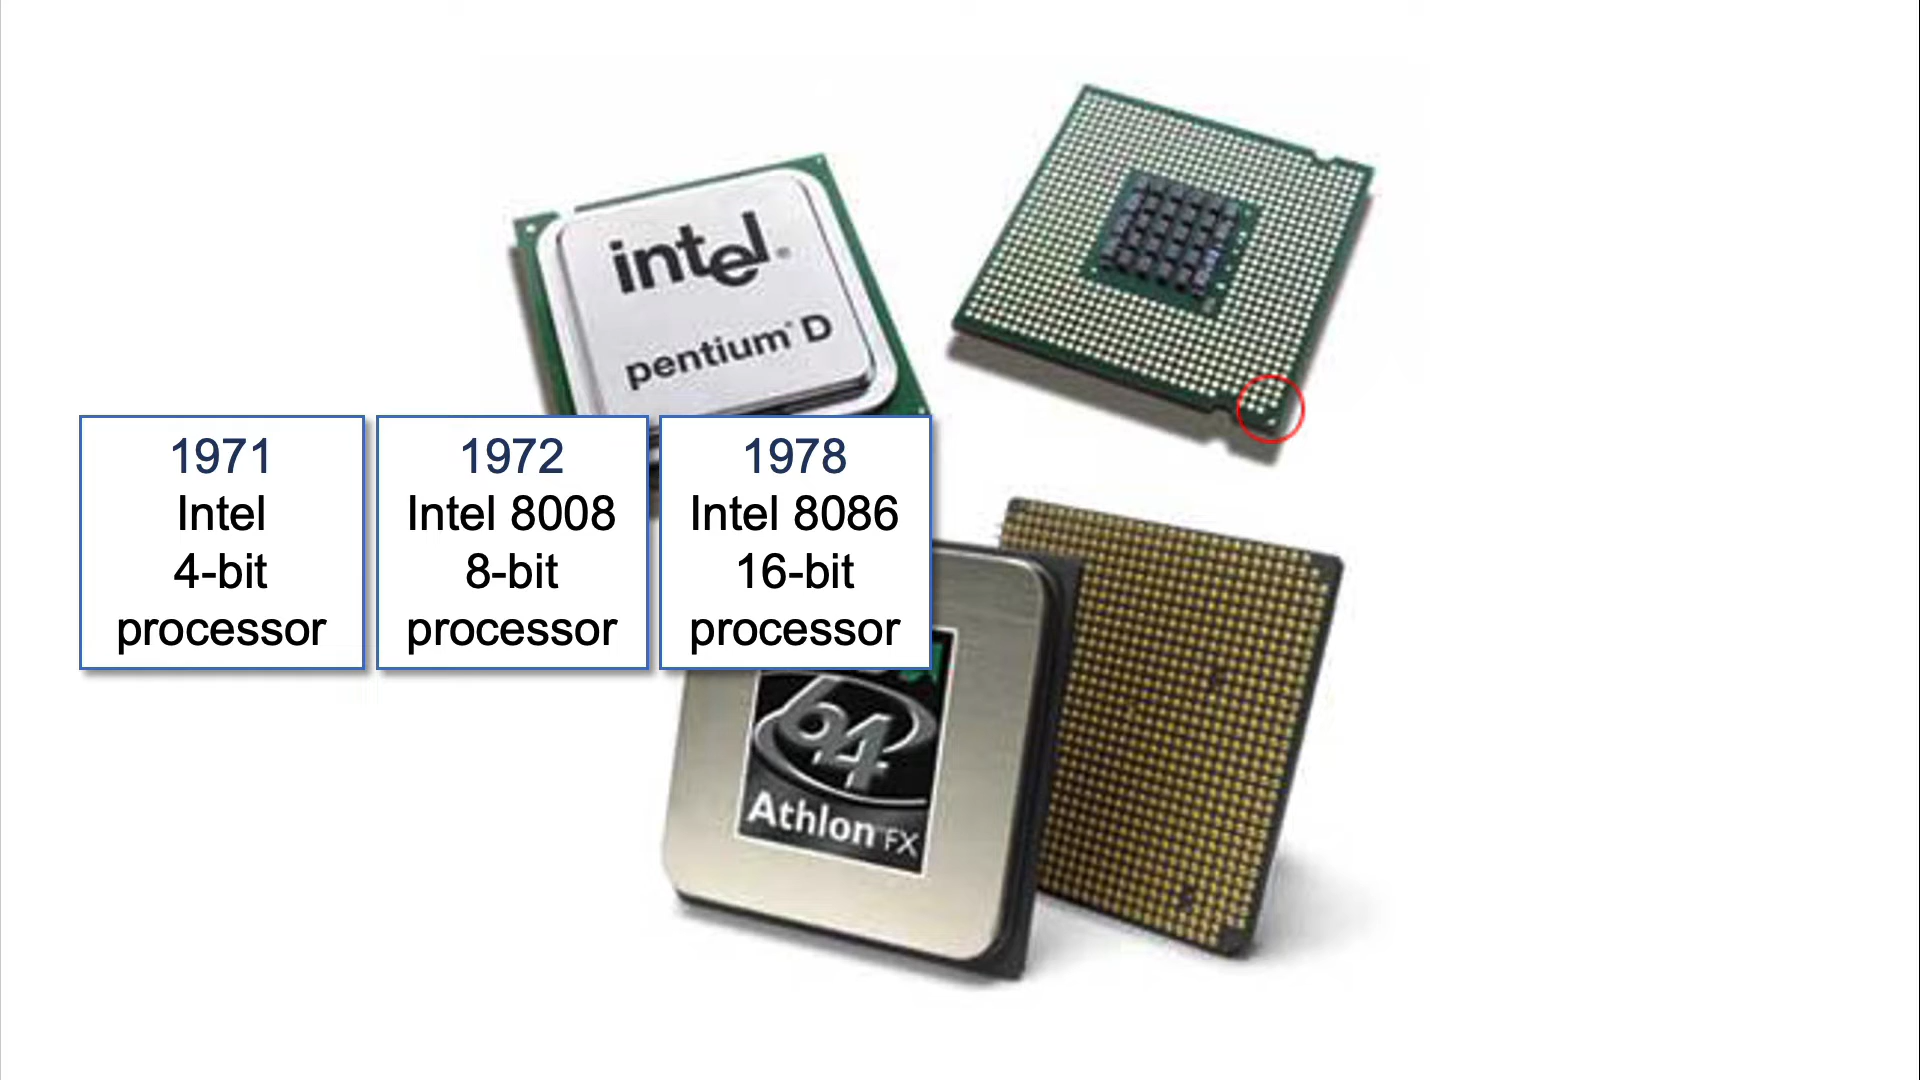 intel®
pentium® D
1971
Intel
4-bit
processor
1972
Intel 8008
8-bit
processor
1978
Intel 8086
16-bit
processor
64
Athlon FX